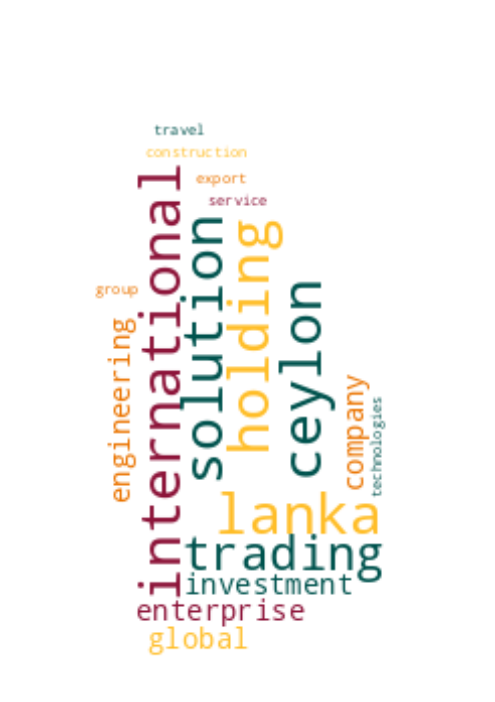 travel
construction
export
service
international
solution
holding
ceylon
group
engineering
company
technologies
lanka
trading
investment
enterprise
global